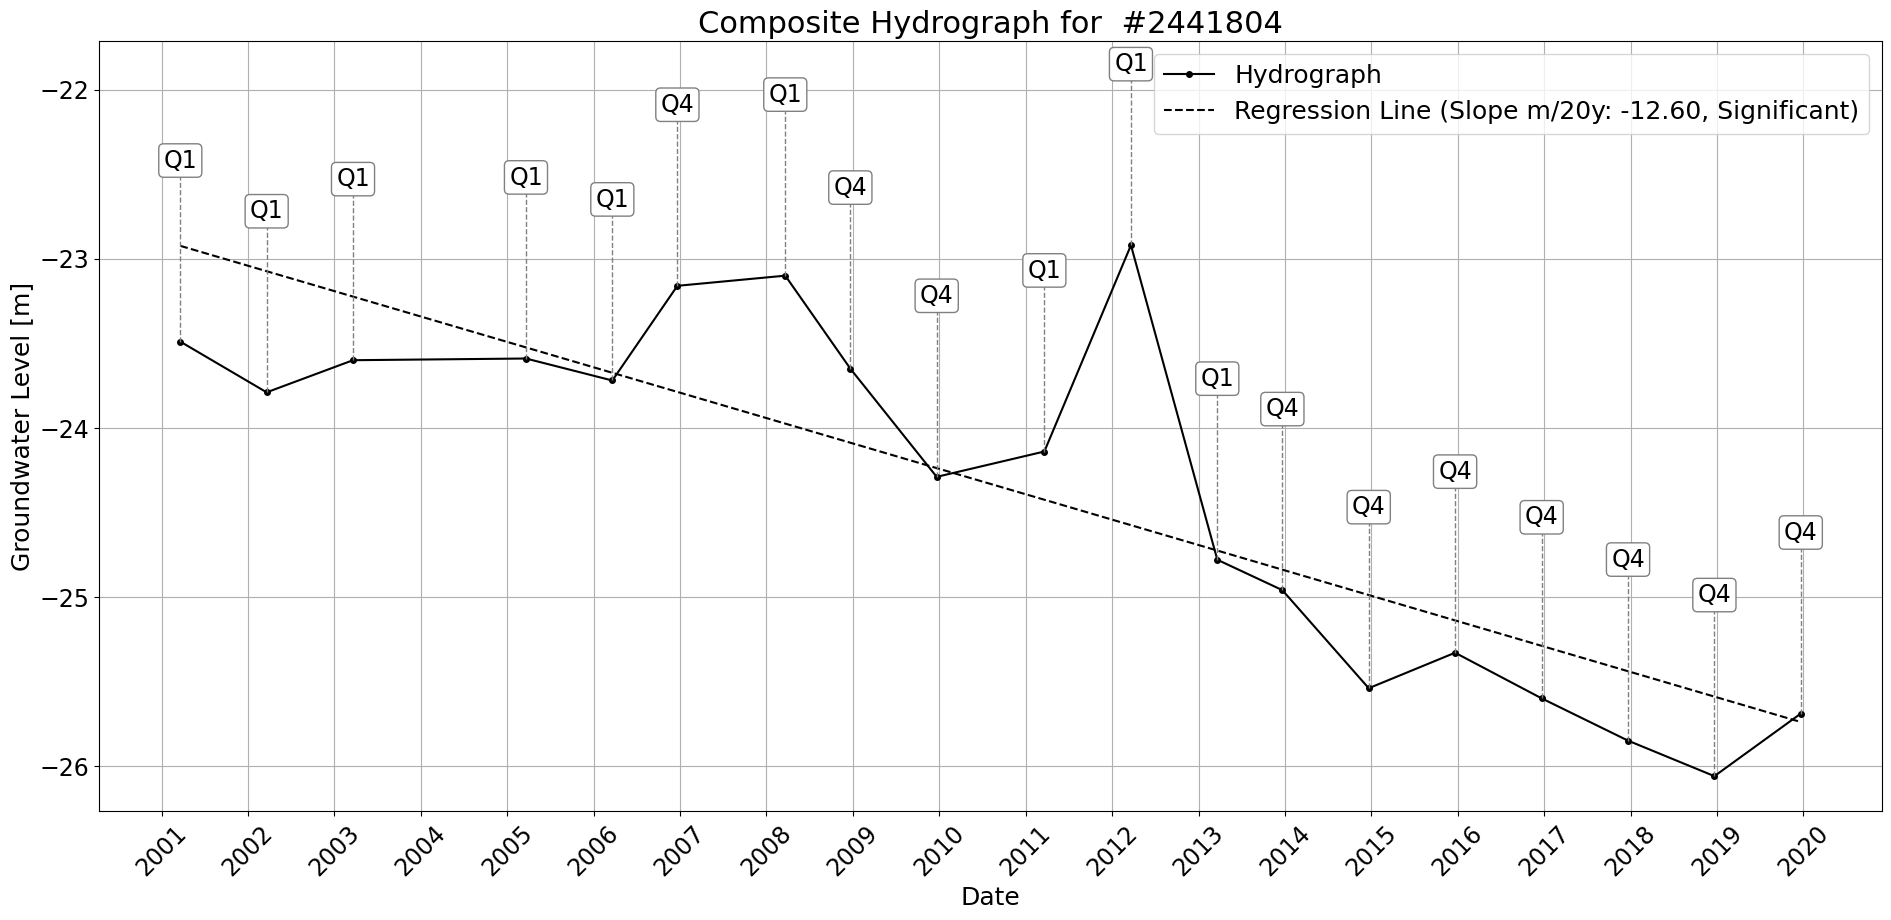 Composite Hydrograph for  #2441804
Hydrograph
Regression Line (Slope m/20y: -12.60, Significant)
Groundwater Level [m]
−22
−23
−24
−25
−26
Q1
Q1
Q1
Q1
Q1
Q4
Q1
Q4
Q4
Q1
Q1
Q1
Q4
Q4
Q4
Q4
Q4
Q4
Q4
2001
2002
2003
2004
2005
2006
2007
2008
2009
2010
2011
2012
2013
2014
2015
2016
2017
2018
2019
2020
Date